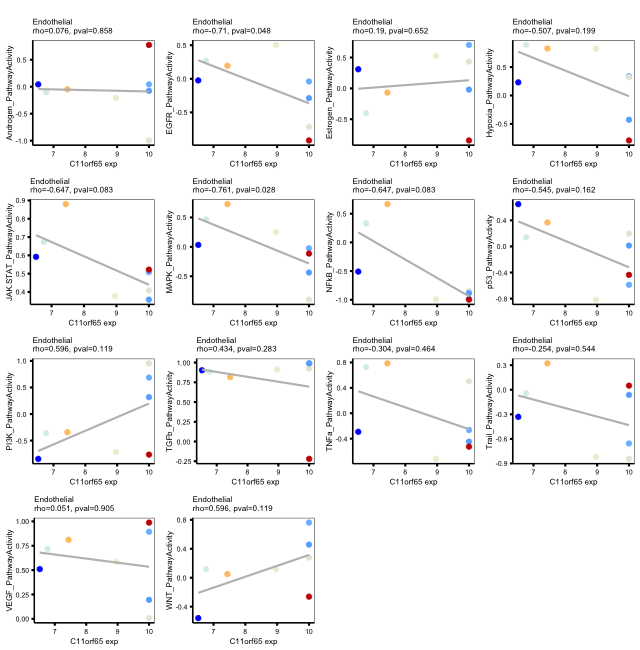 Endothelial
rho=0.076, pval=0.858
Androgen_PathwayActivity
0.5
0.0
-0.5
-1.0
7 8 9 10
C11orf65 exp
Endothelial
rho=-0.71, pval=0.048
EGFR_PathwayActivity
0.5
0.0
-0.5
7 8 9 10
C11orf65 exp
Endothelial
rho=0.19, pval=0.652
Estrogen_PathwayActivity
0.5
0.0
-0.5
7 8 9 10
C11orf65 exp
Endothelial
rho=-0.507, pval=0.199
Hypoxia_PathwayActivity
0.5
0.0
-0.5
7 8 9 10
C11orf65 exp
Endothelial
rho=-0.647, pval=0.083
JAK.STAT_PathwayActivity
0.9
0.8
0.7
0.6
0.5
0.4
7 8 9 10
C11orf65 exp
Endothelial
rho=-0.761, pval=0.028
MAPK_PathwayActivity
0.5
0.0
-0.5
7 8 9 10
C11orf65 exp
Endothelial
rho=-0.647, pval=0.083
NFkB_PathwayActivity
0.5
0.0
-0.5
-1.0
7 8 9 10
C11orf65 exp
Endothelial
rho=-0.545, pval=0.162
p53_PathwayActivity
0.4
0.0
-0.4
-0.8
7 8 9 10
C11orf65 exp
Endothelial
rho=0.596, pval=0.119
PI3K_PathwayActivity
1.0
0.5
0.0
-0.5
7 8 9 10
C11orf65 exp
Endothelial
rho=0.434, pval=0.283
TGFb_PathwayActivity
1.00
0.75
0.50
0.25
0.00
-0.25
7 8 9 10
C11orf65 exp
Endothelial
rho=-0.304, pval=0.464
TNFa_PathwayActivity
0.8
0.4
0.0
-0.4
7 8 9 10
C11orf65 exp
Endothelial
rho=-0.254, pval=0.544
Trail_PathwayActivity
0.3
0.0
-0.3
-0.6
-0.9
7 8 9 10
C11orf65 exp
Endothelial
rho=0.051, pval=0.905
VEGF_PathwayActivity
1.00
0.75
0.50
0.25
0.00
7 8 9 10
C11orf65 exp
Endothelial
rho=0.596, pval=0.119
WNT_PathwayActivity
0.8
0.4
0.0
-0.4
7 8 9 10
C11orf65 exp